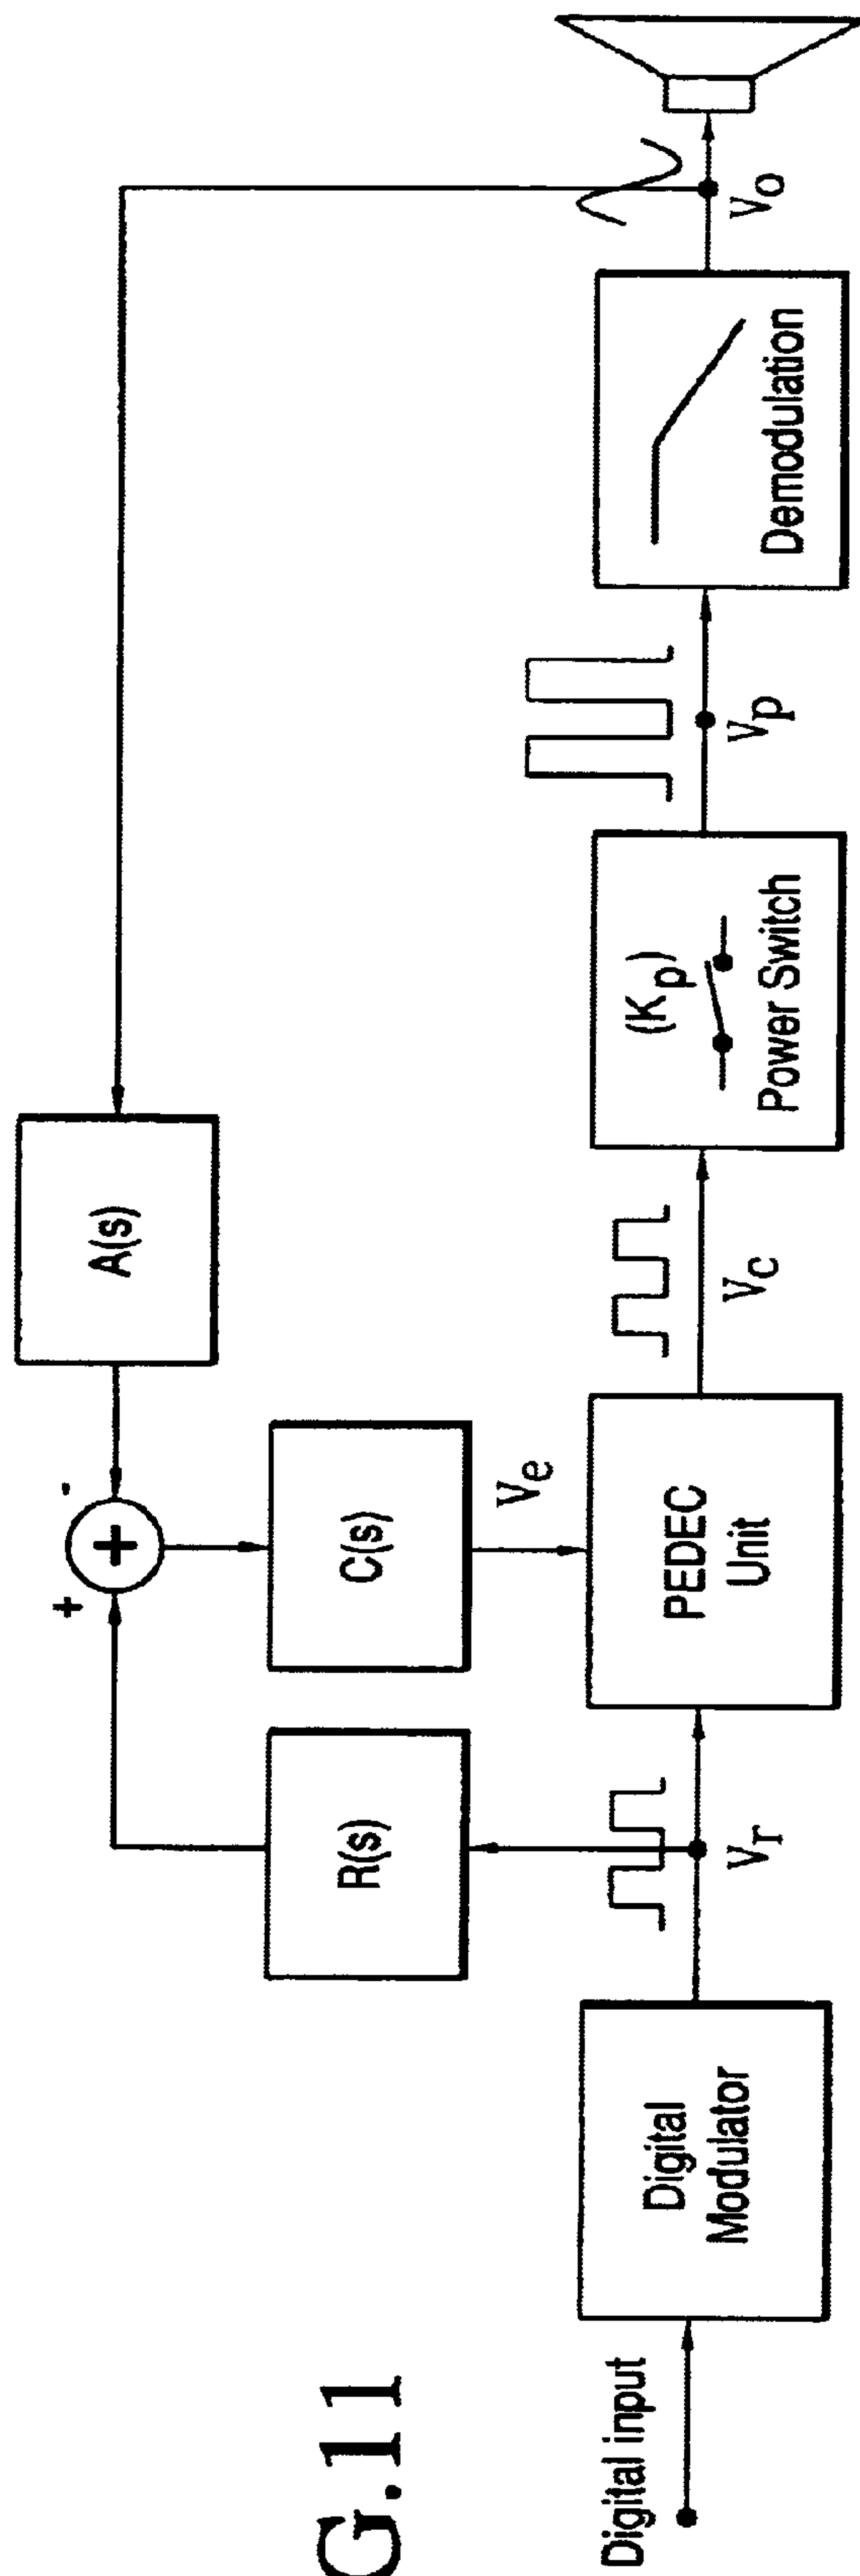 A(s)
+
-
+
R(s)
C(s)
Ve
Digital input
Digital
Modulator
Vr
PEDEC
Unit
Vc
(Kp)
Power Switch
Vp
Demodulation
Vo
G.11